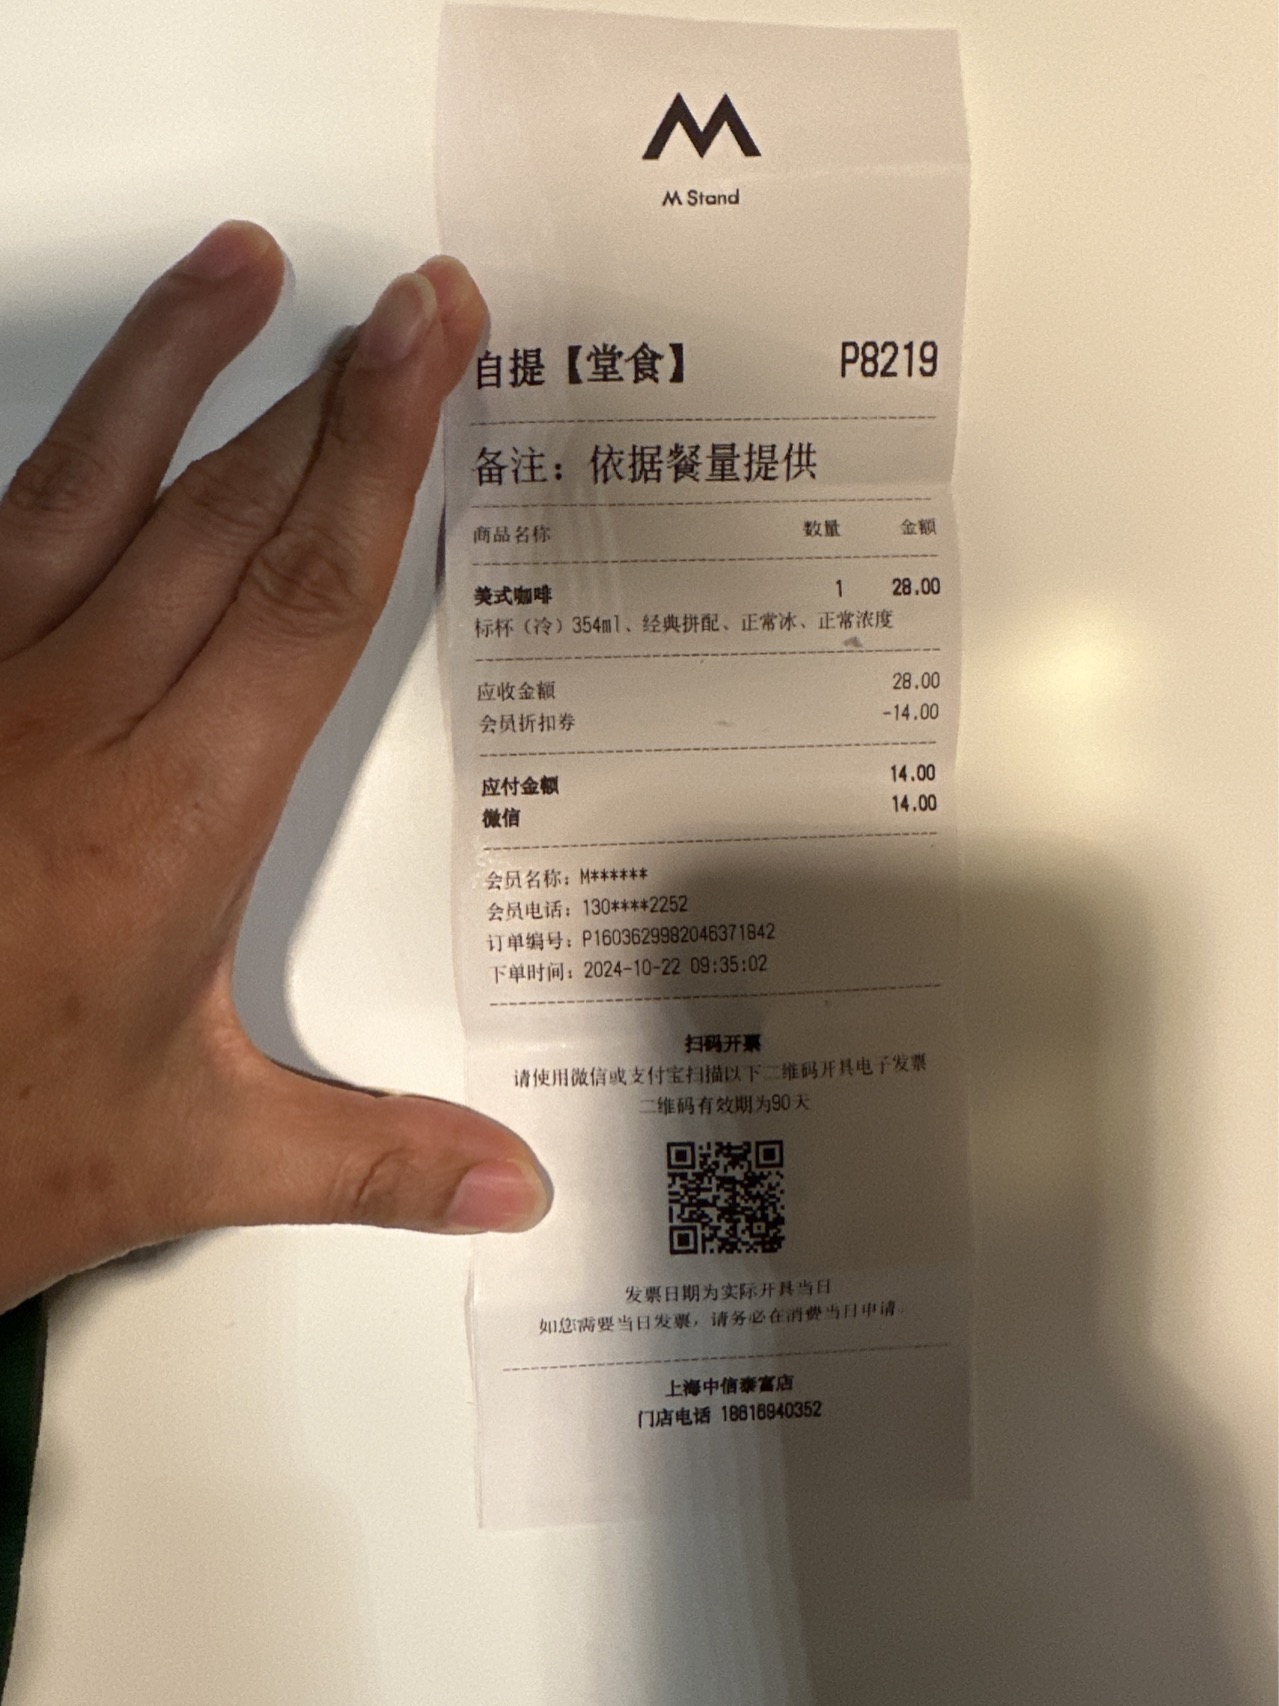 M Stand
自提【堂食】 P8219
备注：依据餐量提供
商品名称 数量 金额
美式咖啡 1 28.00
标杯（冷）354ml、经典拼配、正常冰、正常浓度
应收金额 28.00
会员折扣券 -14.00
应付金额 14.00
微信 14.00
会员名称：M******
会员电话：130****2252
订单编号：P1603629982046371842
下单时间：2024-10-22 09:35:02
扫码开票
请使用微信或支付宝扫描以下二维码开具电子发票
二维码有效期为90天
发票日期为实际开具当日
如您需要当日发票，请务必在消费当日申请。
上海中信泰富店
门店电话 18616940352